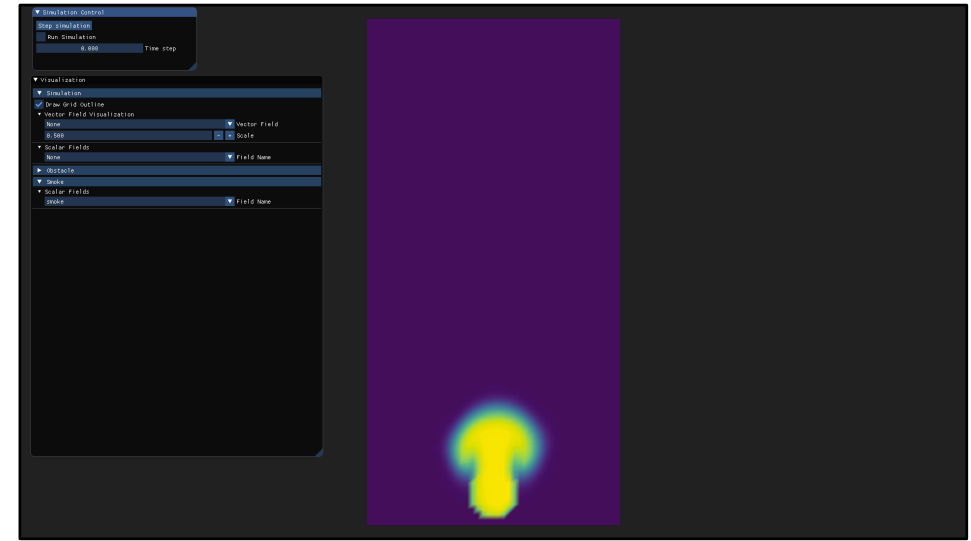 Simulation Control
Step simulation
Run Simulation
0.000 Time step
Visualization
Simulation
Draw Grid Outline
Vector Field Visualization
None Vector Field
0.500 - + Scale
Scalar Fields
None Field Name
Obstacle
Smoke
Scalar Fields
smoke Field Name